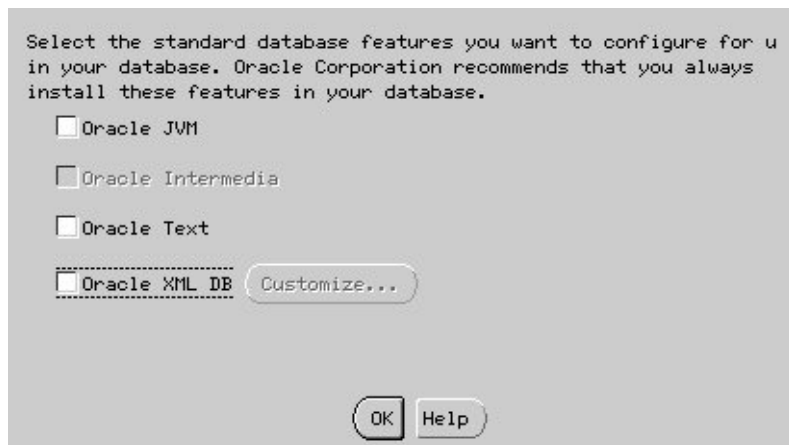 Select the standard database features you want to configure for u
in your database. Oracle Corporation recommends that you always
install these features in your database.
Oracle JVM
Oracle Intermedia
Oracle Text
Oracle XML DB Customize...
OK Help